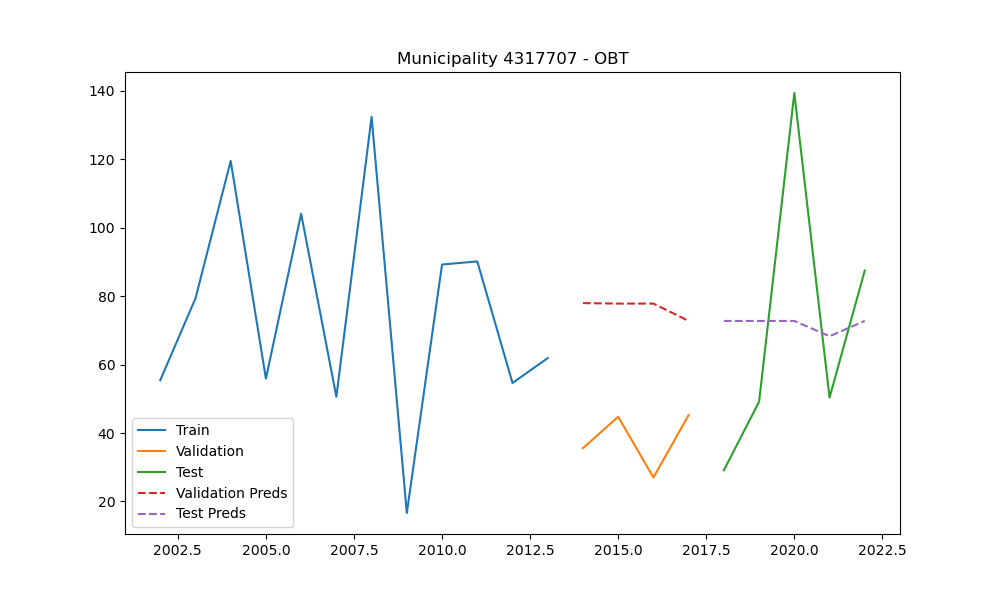 Municipality 4317707 - OBT
140
120
100
80
60
40
20
Train
Validation
Test
Validation Preds
Test Preds
2002.5 2005.0 2007.5 2010.0 2012.5 2015.0 2017.5 2020.0 2022.5